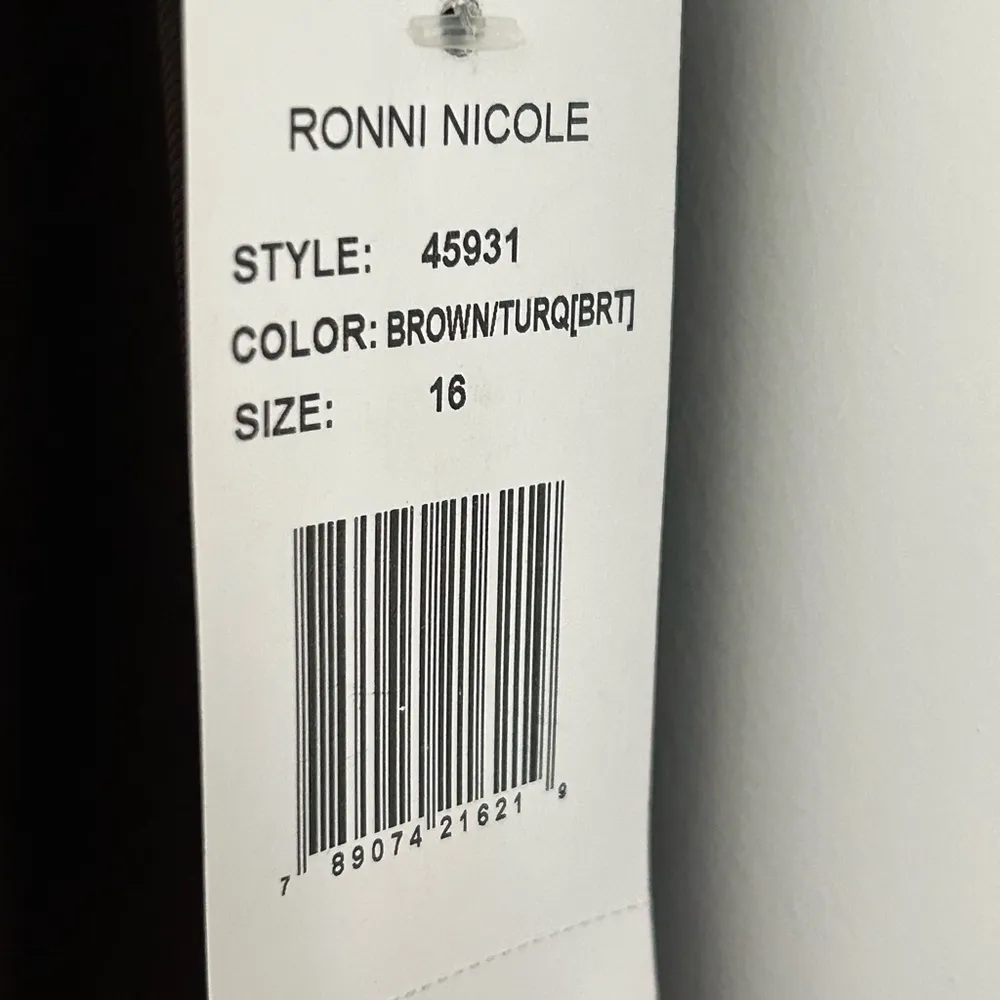 RONNI NICOLE
STYLE: 45931
COLOR: BROWN/TURQ[BRT]
SIZE: 16
7 89074 21621 9